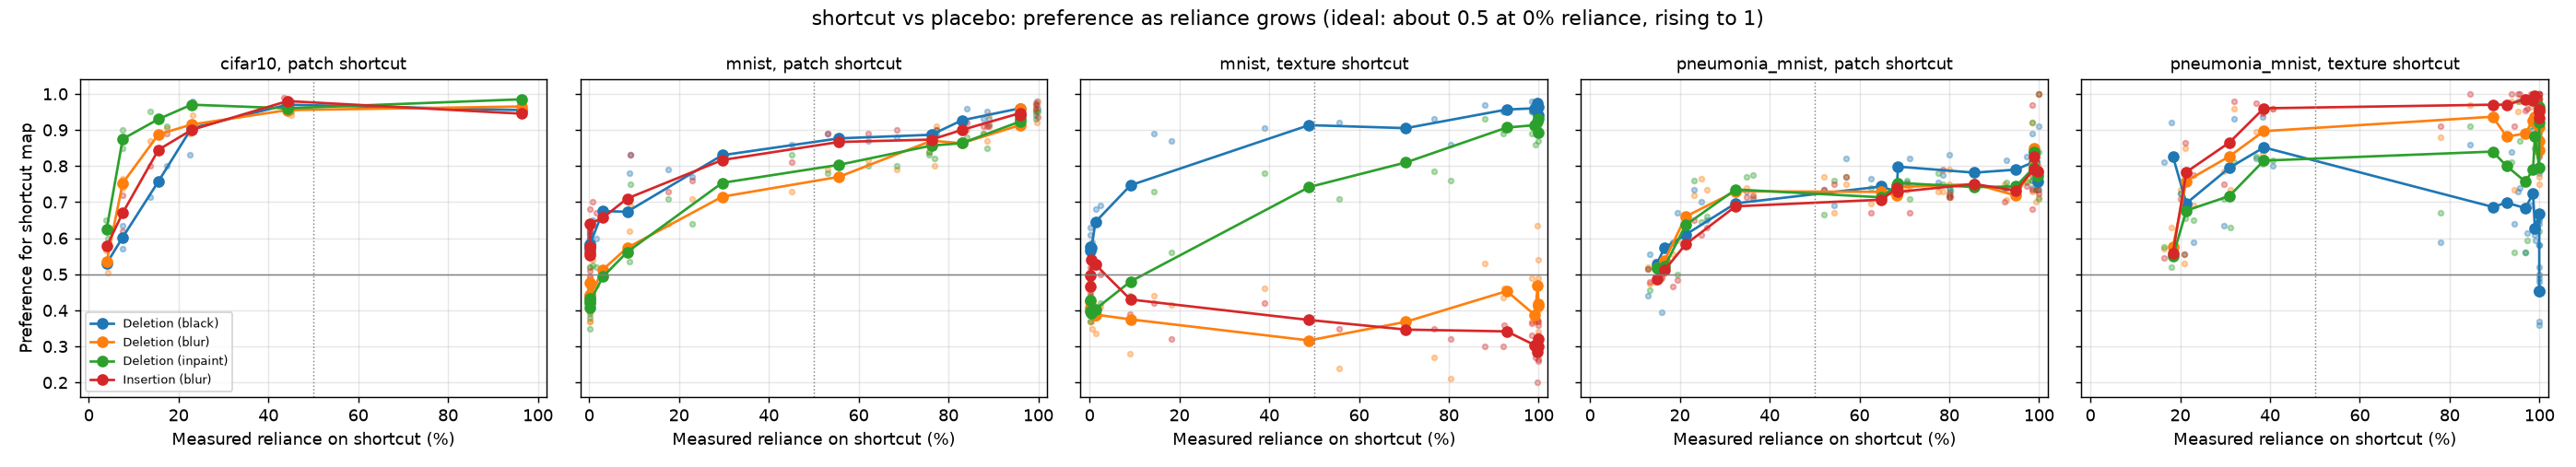 shortcut vs placebo: preference as reliance grows (ideal: about 0.5 at 0% reliance, rising to 1)
cifar10, patch shortcut
mnist, patch shortcut
mnist, texture shortcut
pneumonia_mnist, patch shortcut
pneumonia_mnist, texture shortcut
Preference for shortcut map
1.0
0.9
0.8
0.7
0.6
0.5
0.4
0.3
0.2
Deletion (black)
Deletion (blur)
Deletion (inpaint)
Insertion (blur)
0 20 40 60 80 100
0 20 40 60 80 100
0 20 40 60 80 100
0 20 40 60 80 100
0 20 40 60 80 100
Measured reliance on shortcut (%)
Measured reliance on shortcut (%)
Measured reliance on shortcut (%)
Measured reliance on shortcut (%)
Measured reliance on shortcut (%)